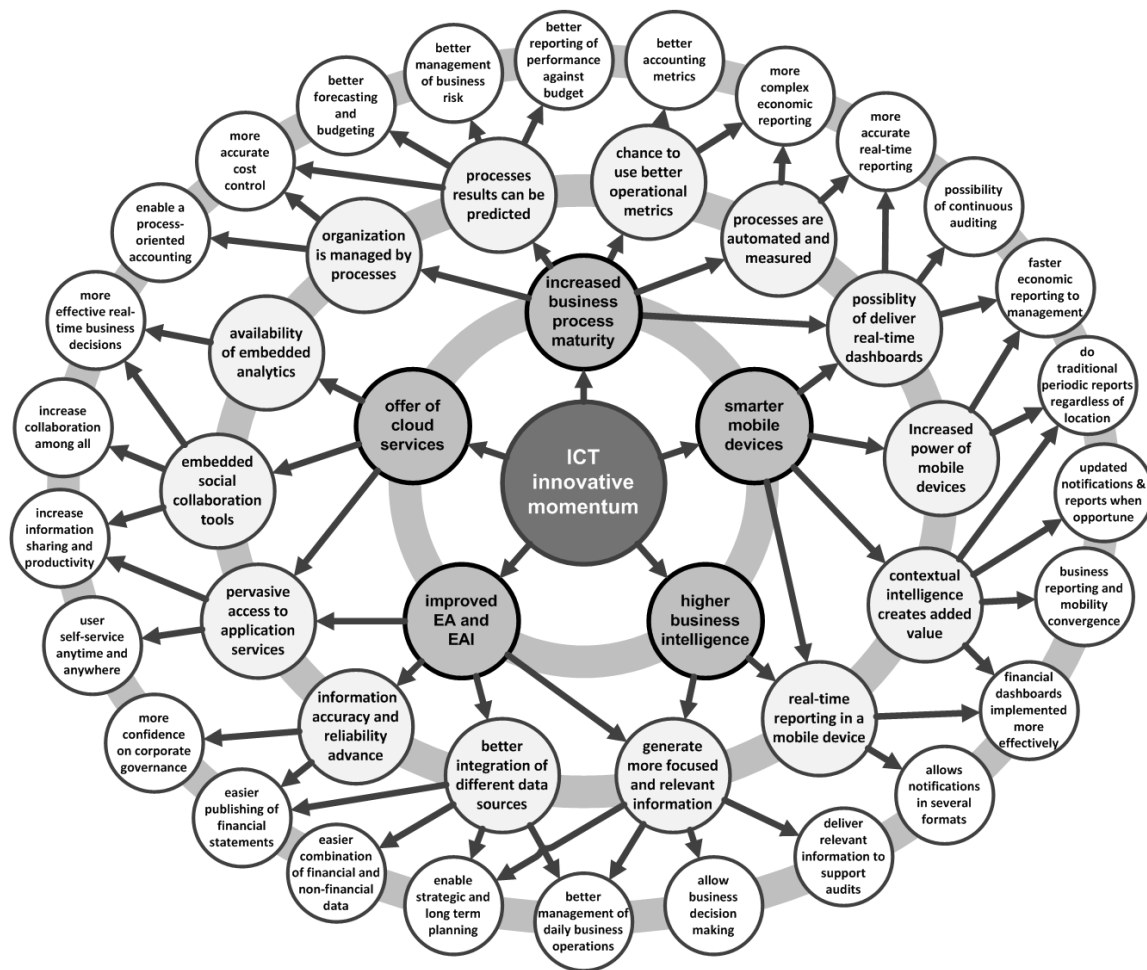 ICT
innovative
momentum
increased
business
process
maturity
smarter
mobile
devices
higher
business
intelligence
improved
EA and
EAI
offer of
cloud
services
processes
results can be
predicted
chance to
use better
operational
metrics
processes are
automated and
measured
possiblity
of deliver
real-time
dashboards
Increased
power of
mobile
devices
contextual
intelligence
creates added
value
real-time
reporting in a
mobile device
generate
more focused
and relevant
information
better
integration of
different data
sources
information
accuracy and
reliability
advance
pervasive
access to
application
services
embedded
social
collaboration
tools
availability
of embedded
analytics
organization
is managed by
processes
better
reporting of
performance
against
budget
better
accounting
metrics
more
complex
economic
reporting
more
accurate
real-time
reporting
possibility
of continuous
auditing
faster
economic
reporting to
management
do
traditional
periodic reports
regardless of
location
updated
notifications &
reports when
opportune
business
reporting and
mobility
convergence
financial
dashboards
implemented
more
effectively
allows
notifications
in several
formats
deliver
relevant
information to
support
audits
allow
business
decision
making
better
management of
daily business
operations
enable
strategic and
long term
planning
easier
combination
of financial and
non-financial
data
easier
publishing of
financial
statements
more
confidence
on corporate
governance
user
self-service
anytime and
anywhere
increase
information
sharing and
productivity
increase
collaboration
among all
more
effective real-
time business
decisions
enable a
process-
oriented
accounting
more
accurate
cost
control
better
forecasting
and
budgeting
better
management
of business
risk